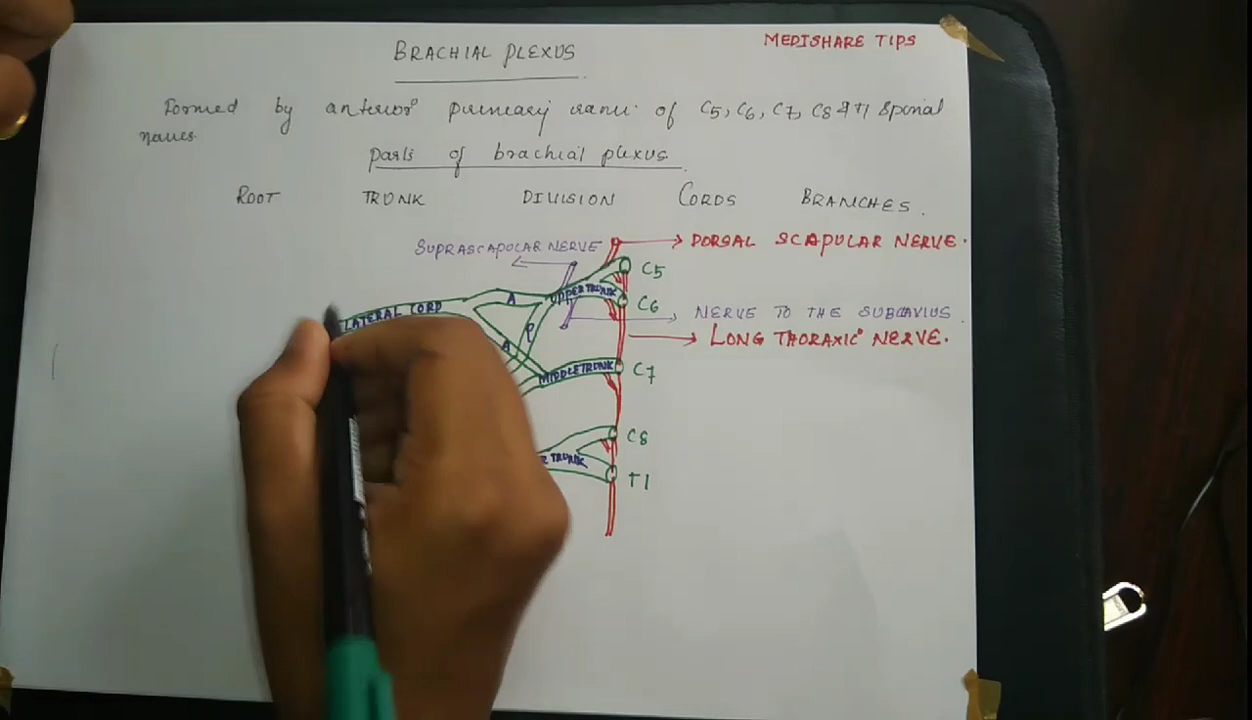 BRACHIAL PLEXUS
MEDISHARE TIPS
Formed by anterior primary rami of C5, C6, C7, C8 & T1 spinal
nerves.
parts of brachial plexus.
ROOT TRUNK DIVISION CORDS BRANCHES.
SUPRASCAPULAR NERVE
DORSAL SCAPULAR NERVE.
C5
UPPER TRUNK
A
C6
LATERAL CORD
NERVE TO THE SUBCLAVIUS.
P
LONG THORAXIC NERVE.
A
MIDDLE TRUNK
C7
C8
R TRUNK
T1